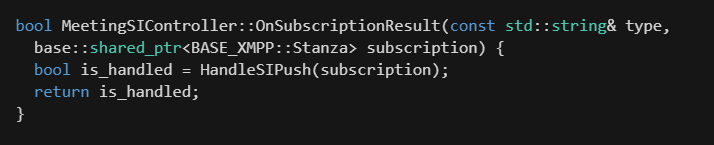 bool MeetingSIController::OnSubscriptionResult(const std::string& type,
  base::shared_ptr<BASE_XMPP::Stanza> subscription) {
  bool is_handled = HandleSIPush(subscription);
  return is_handled;
}